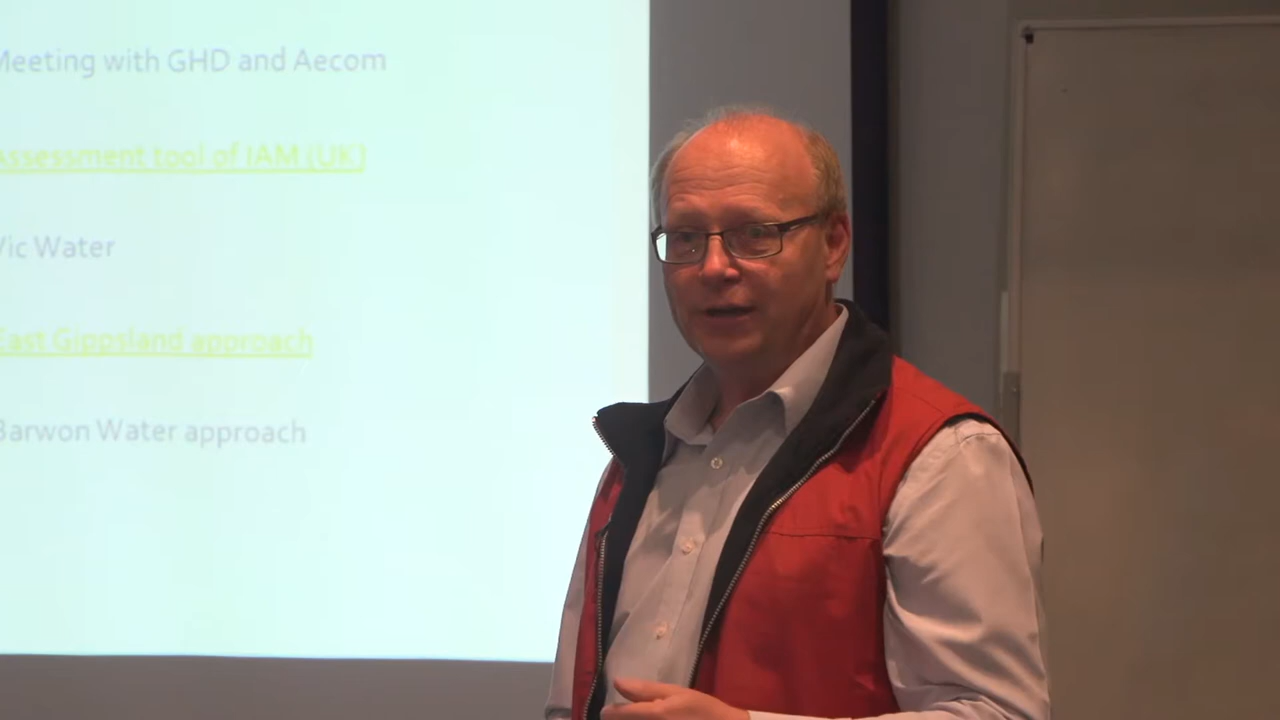 Meeting with GHD and Aecom
Assessment tool of IAM (UK)
Vic Water
East Gippsland approach
Barwon Water approach